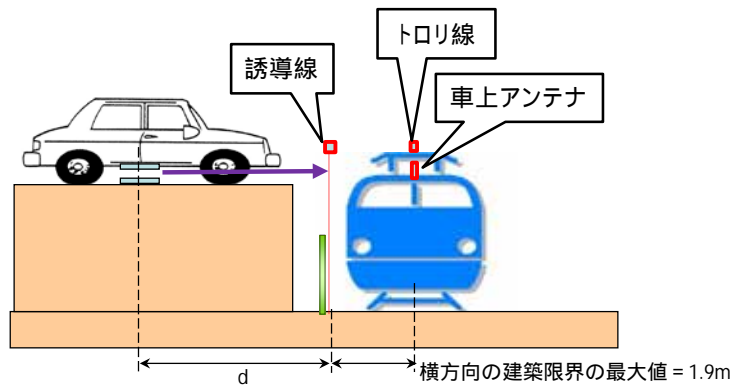 トロリ線
誘導線
車上アンテナ
d
横方向の建築限界の最大値 = 1.9m